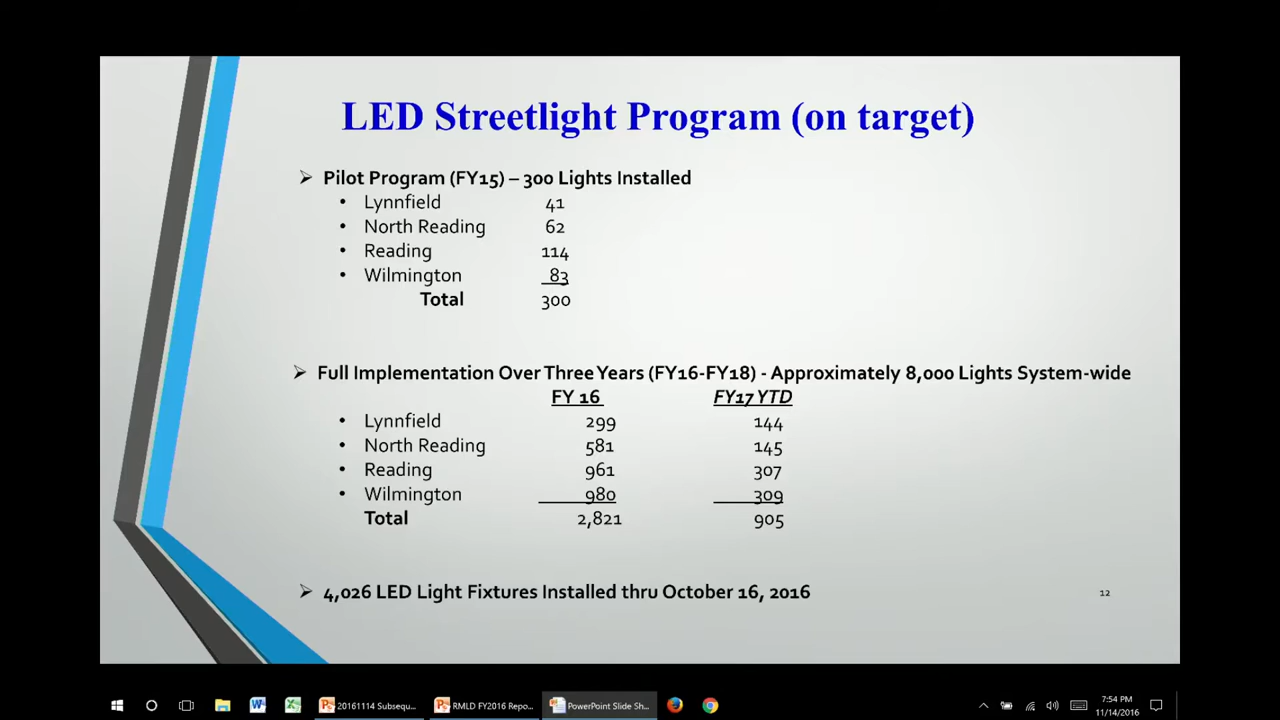 LED Streetlight Program (on target)
Pilot Program (FY15) – 300 Lights Installed
• Lynnfield 41
• North Reading 62
• Reading 114
• Wilmington 83
Total 300
Full Implementation Over Three Years (FY16-FY18) - Approximately 8,000 Lights System-wide
FY 16 FY17 YTD
• Lynnfield 299 144
• North Reading 581 145
• Reading 961 307
• Wilmington 980 309
Total 2,821 905
4,026 LED Light Fixtures Installed thru October 16, 2016
12
20161114 Subsequ... RMLD FY2016 Repo... PowerPoint Slide Sh... 7:54 PM
11/14/2016